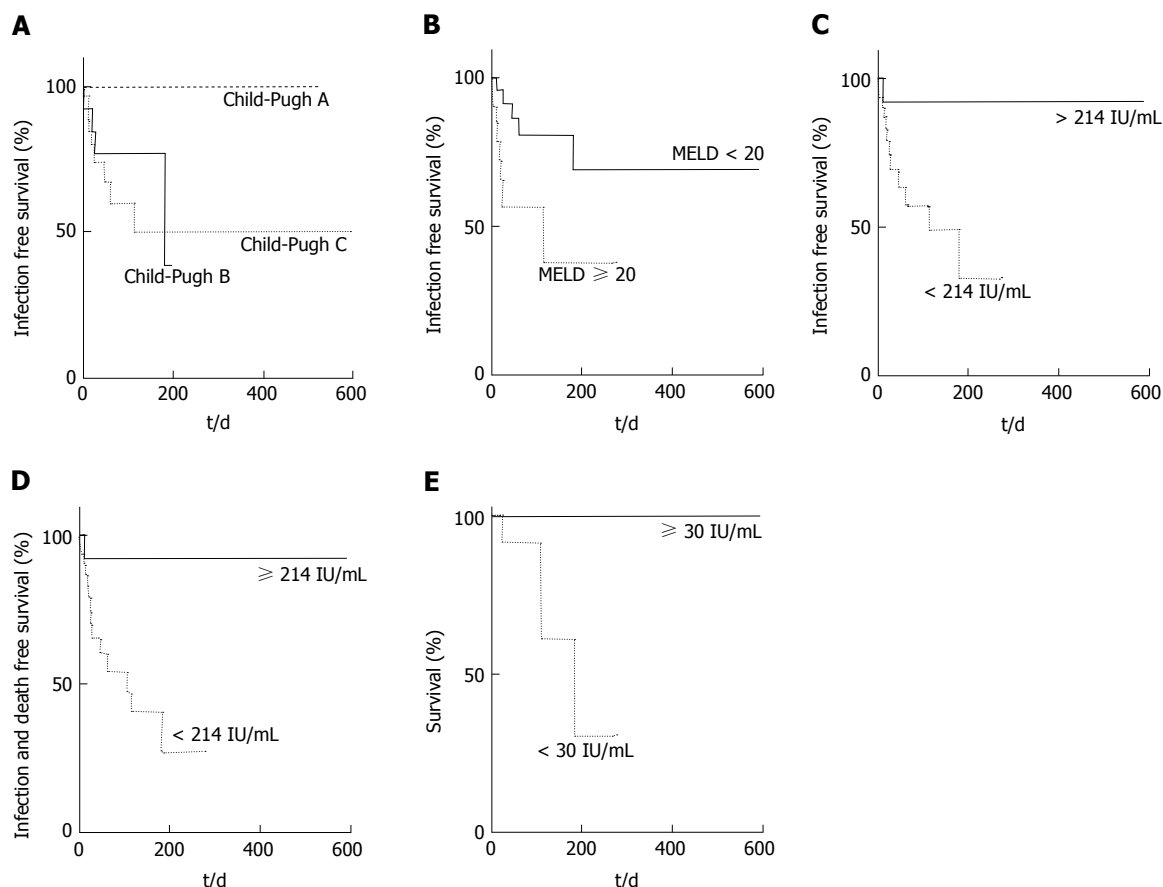 A
Infection free survival (%)
100
50
0
Child-Pugh A
Child-Pugh C
Child-Pugh B
0 200 400 600
t/d
B
Infection free survival (%)
100
50
0
MELD < 20
MELD ⩾ 20
0 200 400 600
t/d
C
Infection free survival (%)
100
50
0
> 214 IU/mL
< 214 IU/mL
0 200 400 600
t/d
D
Infection and death free survival (%)
100
50
0
⩾ 214 IU/mL
< 214 IU/mL
0 200 400 600
t/d
E
Survival (%)
100
50
0
⩾ 30 IU/mL
< 30 IU/mL
0 200 400 600
t/d